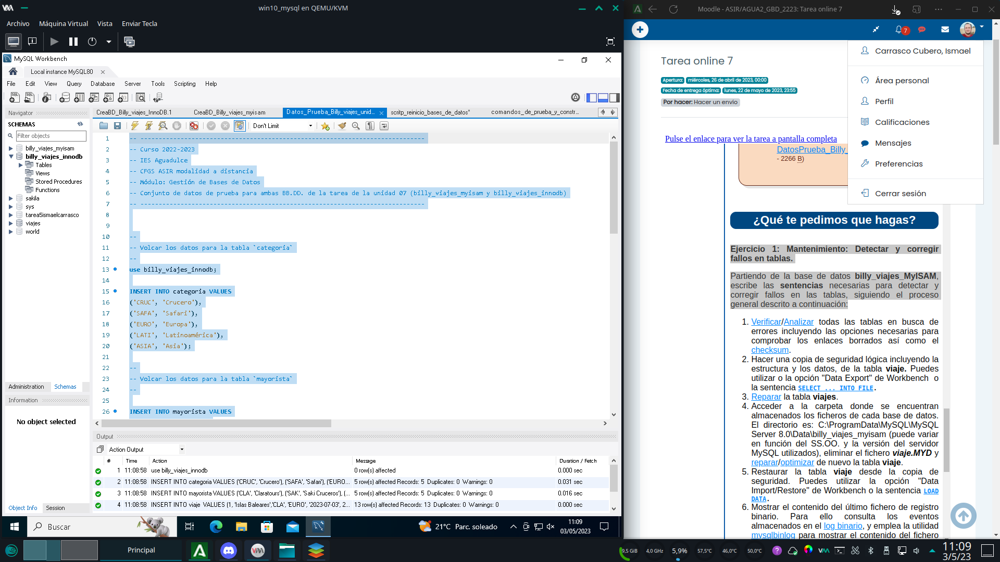 win10_mysql en QEMU/KVM
Archivo Máquina Virtual Vista Enviar Tecla
MySQL Workbench
Local instance MySQL80
File Edit View Query Database Server Tools Scripting Help
Navigator
SCHEMAS
Filter objects
billy_viajes_myisam
billy_viajes_innodb
Tables
Views
Stored Procedures
Functions
sakila
sys
tarea5ismaelcarrasco
viajes
world
Administration Schemas
Information
No object selected
Object Info Session
CreaBD_Billy_viajes_InnoDB.1 CreaBD_Billy_viajes_myisam Datos_Prueba_Billy_viajes_unid... scritp_reinicio_bases_de_datos* comandos_de_prueba_y_constr...
Don't Limit
1 -- ------------------------------------------------------------------------------
2 -- Curso 2022-2023
3 -- IES Aguadulce
4 -- CFGS ASIR modalidad a distancia
5 -- Módulo: Gestión de Bases de Datos
6 -- Conjunto de datos de prueba para ambas BB.DD. de la tarea de la unidad 07 (billy_viajes_myisam y billy_viajes_innodb)
7 -- ------------------------------------------------------------------------------
8
9
10 --
11 -- Volcar los datos para la tabla `categoria`
12 --
13 use billy_viajes_innodb;
14
15 INSERT INTO categoria VALUES
16 ('CRUC', 'Crucero'),
17 ('SAFA', 'Safari'),
18 ('EURO', 'Europa'),
19 ('LATI', 'Latinoamérica'),
20 ('ASIA', 'Asia');
21
22 --
23 -- Volcar los datos para la tabla `mayorista`
24 --
25
26 INSERT INTO mayorista VALUES
Output
Action Output
# Time Action Message Duration / Fetch
1 11:08:58 use billy_viajes_innodb 0 row(s) affected 0.000 sec
2 11:08:58 INSERT INTO categoria VALUES ('CRUC', 'Crucero'), ('SAFA', 'Safari'), ('EURO... 5 row(s) affected Records: 5 Duplicates: 0 Warnings: 0 0.031 sec
3 11:08:58 INSERT INTO mayorista VALUES ('CLA', 'Claratours'), ('SAK', 'Saki Cruceros'), (... 5 row(s) affected Records: 5 Duplicates: 0 Warnings: 0 0.016 sec
4 11:08:58 INSERT INTO viaje VALUES (1, 'Islas Baleares','CLA', 'EURO', '2023-07-03', 2... 13 row(s) affected Records: 13 Duplicates: 0 Warnings: 0 0.000 sec
Buscar
21°C Parc. soleado
11:09
03/05/2023
Moodle - ASIR/AGUA2_GBD_2223: Tarea online 7
7
Carrasco Cubero, Ismael
Área personal
Perfil
Calificaciones
Mensajes
Preferencias
Cerrar sesión
Tarea online 7
Apertura: miércoles, 26 de abril de 2023, 00:00
Fecha de entrega óptima: lunes, 22 de mayo de 2023, 23:55
Por hacer: Hacer un envío
Pulse el enlace para ver la tarea a pantalla completa
DatosPrueba_Billy_
- 2266 B)
¿Qué te pedimos que hagas?
Ejercicio 1: Mantenimiento: Detectar y corregir
fallos en tablas.
Partiendo de la base de datos billy_viajes_MyISAM,
escribe las sentencias necesarias para detectar y
corregir fallos en las tablas, siguiendo el proceso
general descrito a continuación:
1. Verificar/Analizar todas las tablas en busca de
errores incluyendo las opciones necesarias para
comprobar los enlaces borrados así como el
checksum.
2. Hacer una copia de seguridad lógica incluyendo la
estructura y los datos, de la tabla viaje. Puedes
utilizar o la opción "Data Export" de Workbench o
la sentencia SELECT ... INTO FILE.
3. Reparar la tabla viajes.
4. Acceder a la carpeta donde se encuentran
almacenados los ficheros de cada base de datos.
El directorio es: C:\ProgramData\MySQL\MySQL
Server 8.0\Data\billy_viajes_myisam (puede variar
en función del SS.OO. y la versión del servidor
MySQL utilizados), eliminar el fichero viaje.MYD y
reparar/optimizar de nuevo la tabla viaje.
5. Restaurar la tabla viaje desde la copia de
seguridad. Puedes utilizar la opción "Data
Import/Restore" de Workbench o la sentencia LOAD
DATA.
6. Mostrar el contenido del último fichero de registro
binario. Para ello consulta los eventos
almacenados en el log binario, y emplea la utilidad
mysqlbinlog para mostrar el contenido del fichero
Principal
9,5 GiB 4,0 GHz 5,9% 57,5°C 46,0°C 50,0°C
11:09
3/5/23